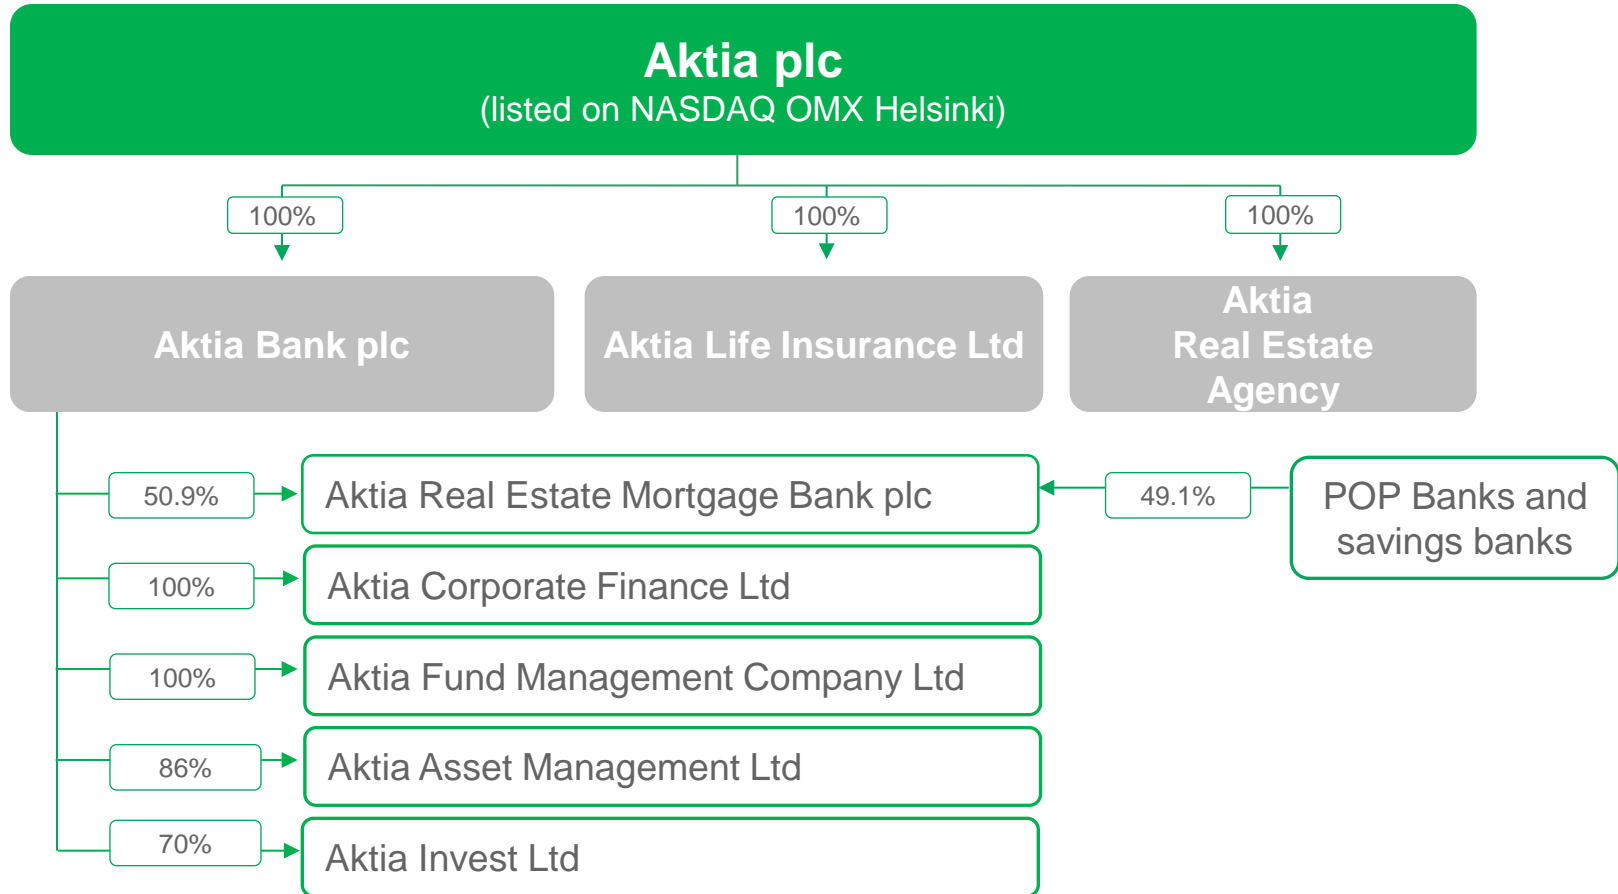 Aktia plc
(listed on NASDAQ OMX Helsinki)
100%
100%
100%
Aktia Bank plc
Aktia Life Insurance Ltd
Aktia
Real Estate
Agency
50.9%
Aktia Real Estate Mortgage Bank plc
49.1%
POP Banks and
savings banks
100%
Aktia Corporate Finance Ltd
100%
Aktia Fund Management Company Ltd
86%
Aktia Asset Management Ltd
70%
Aktia Invest Ltd